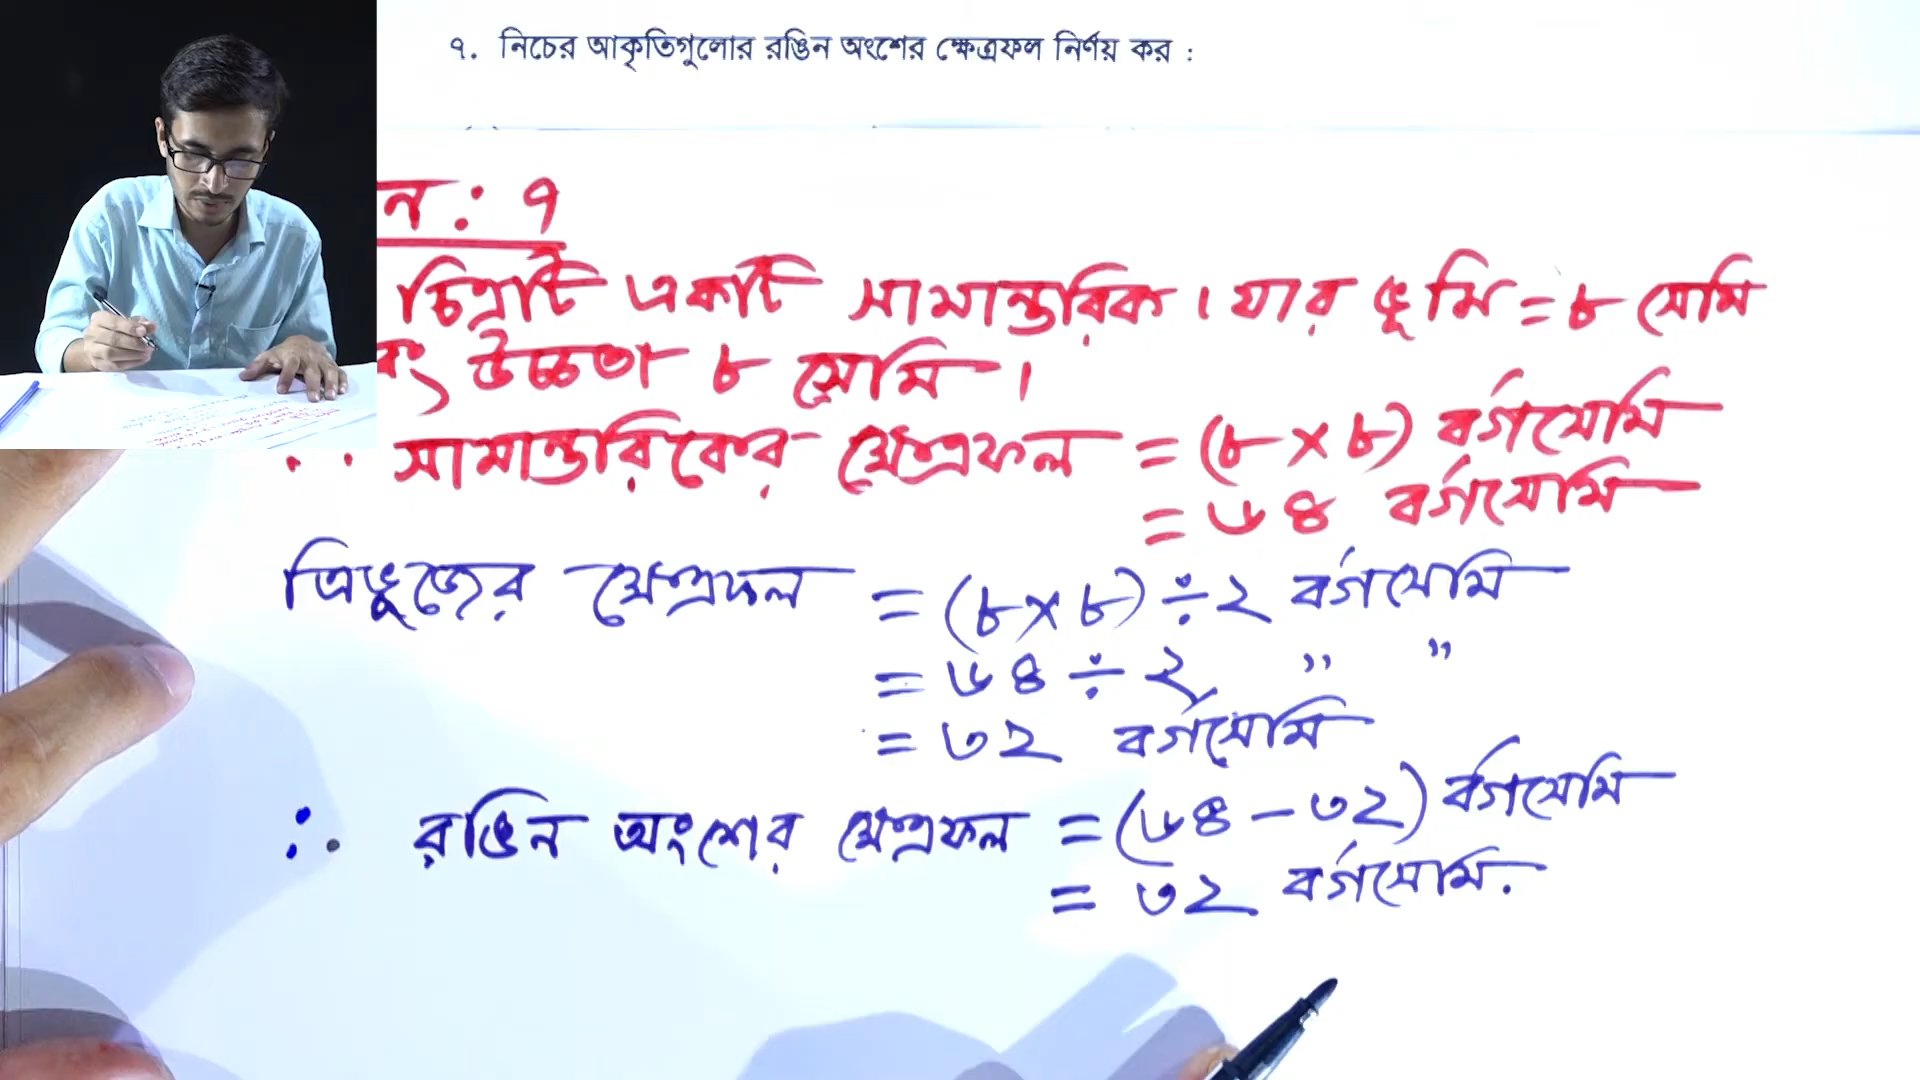 ৭. নিচের আকৃতিগুলোর রঙিন অংশের ক্ষেত্রফল নির্ণয় কর :
ন : ৭
চিত্রটি একটি সামান্তরিক । যার ভূমি = ৮ সেমি
বং উচ্চতা ৮ সেমি ।
∴ সামান্তরিকের ক্ষেত্রফল = (৮ × ৮) বর্গসেমি
= ৬৪ বর্গসেমি
ত্রিভুজের ক্ষেত্রফল = (৮ × ৮) ÷ ২ বর্গসেমি
= ৬৪ ÷ ২ " "
= ৩২ বর্গসেমি
∴ রঙিন অংশের ক্ষেত্রফল = (৬৪ - ৩২) বর্গসেমি
= ৩২ বর্গসেমি.